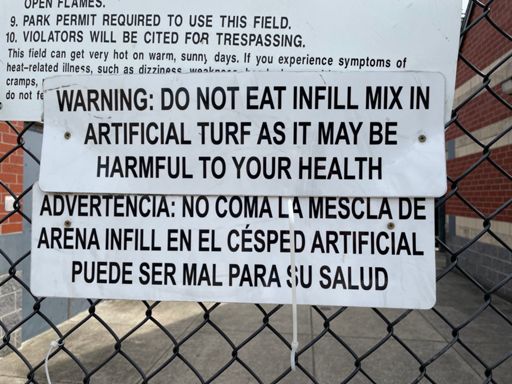 OPEN FLAMES.
9. PARK PERMIT REQUIRED TO USE THIS FIELD.
10. VIOLATORS WILL BE CITED FOR TRESPASSING.
This field can get very hot on warm, sunny days. If you experience symptoms of
heat-related illness, such as dizziness, weakness,
cramps,
do not fe
WARNING: DO NOT EAT INFILL MIX IN
ARTIFICIAL TURF AS IT MAY BE
HARMFUL TO YOUR HEALTH
ADVERTENCIA: NO COMA LA MESCLA DE
ARENA INFILL EN EL CÉSPED ARTIFICIAL
PUEDE SER MAL PARA SU SALUD